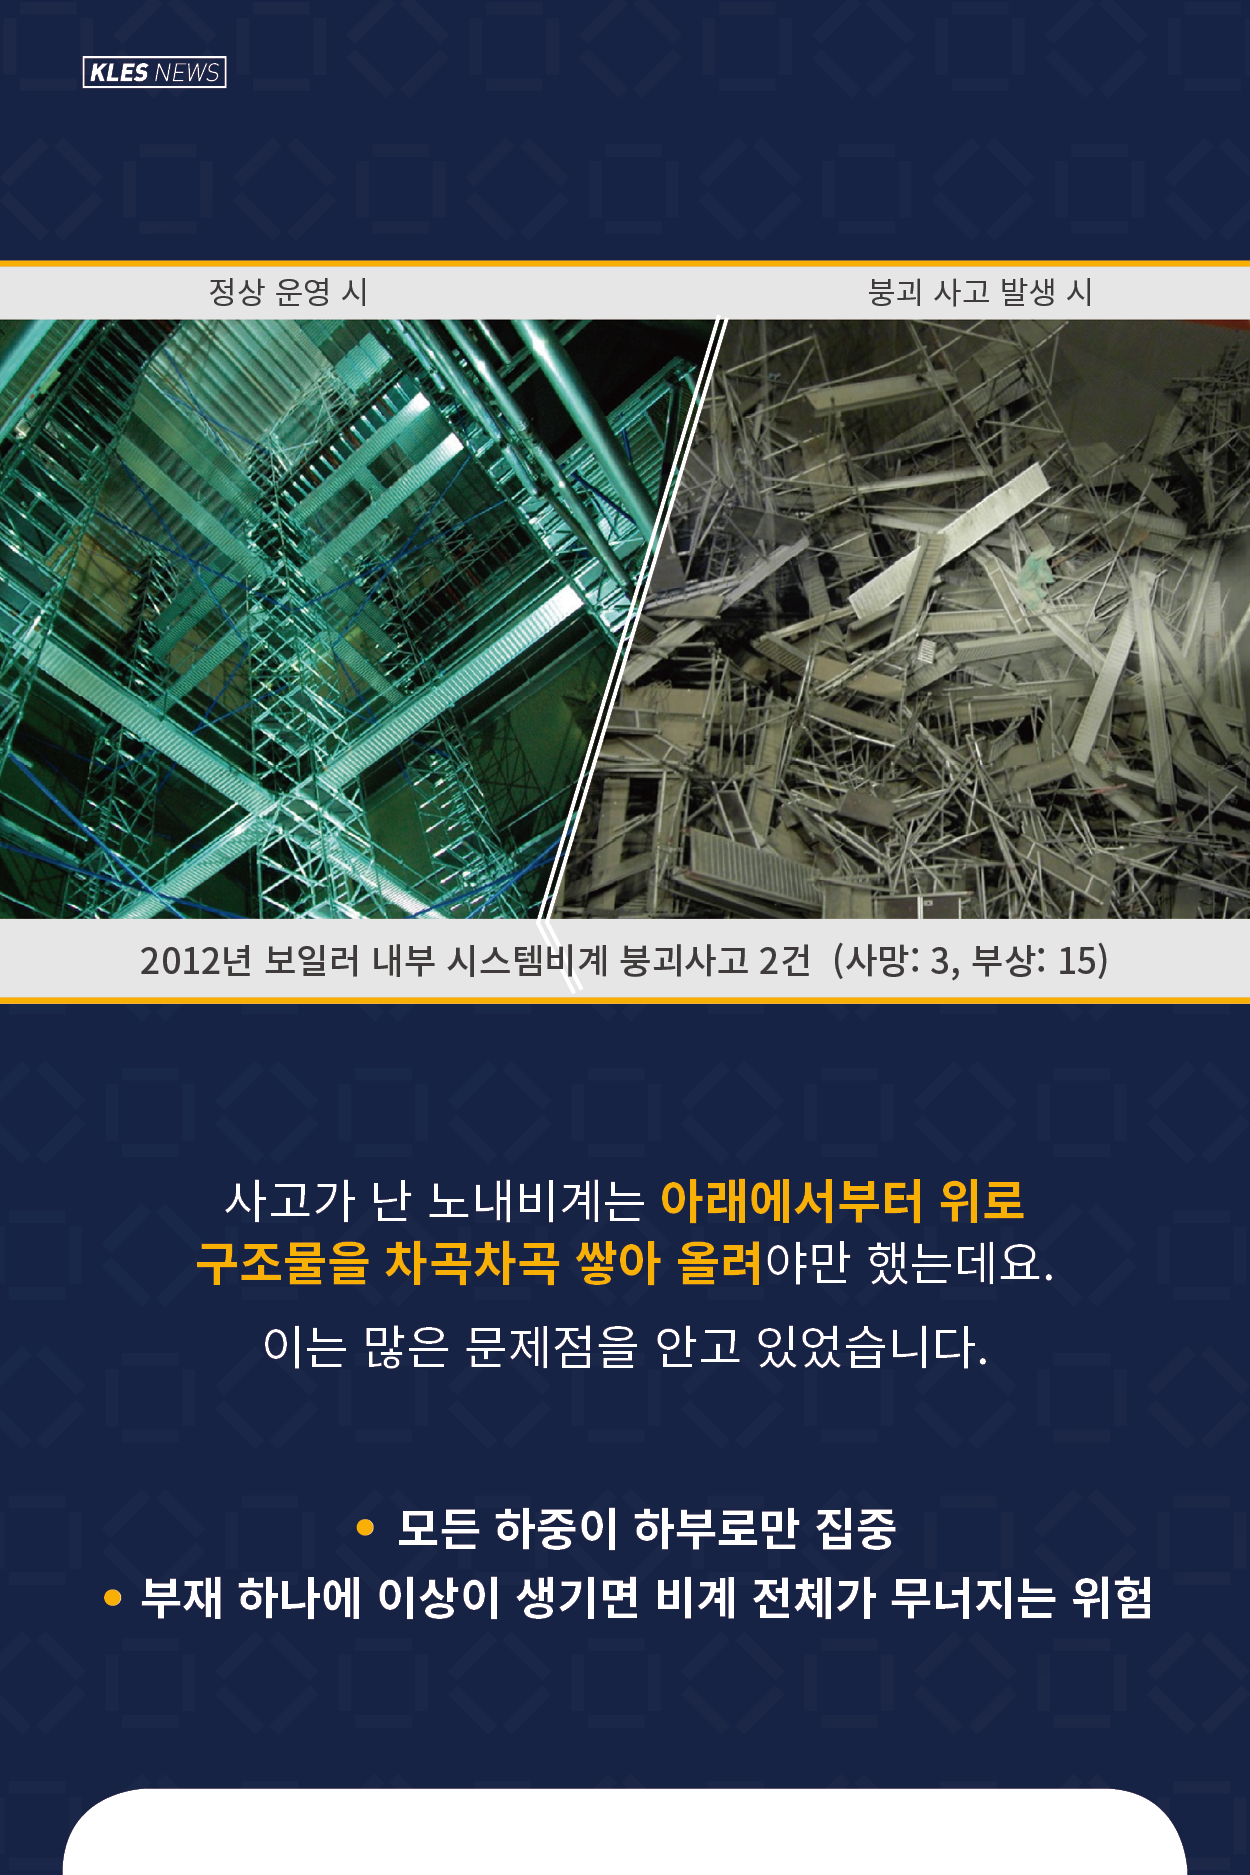 KLES NEWS
정상 운영 시
붕괴 사고 발생 시
2012년 보일러 내부 시스템비계 붕괴사고 2건 (사망: 3, 부상: 15)
사고가 난 노내비계는 아래에서부터 위로
구조물을 차곡차곡 쌓아 올려야만 했는데요.
이는 많은 문제점을 안고 있었습니다.
• 모든 하중이 하부로만 집중
• 부재 하나에 이상이 생기면 비계 전체가 무너지는 위험